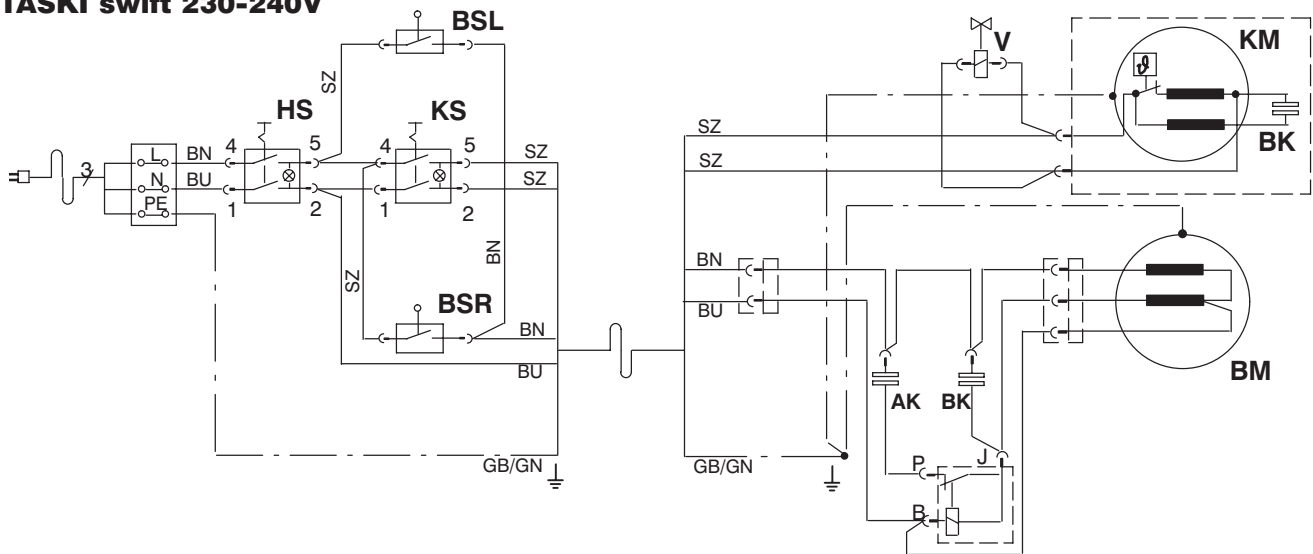 TASKI swift 230-240V
BSL
V
KM
ϑ
SZ
HS
KS
BK
4
5
4
5
SZ
SZ
3
L
BN
N
BU
SZ
SZ
PE
1
2
1
2
BN
SZ
BN
BSR
BN
BU
BU
BM
AK
BK
GB/GN
GB/GN
P
J
B